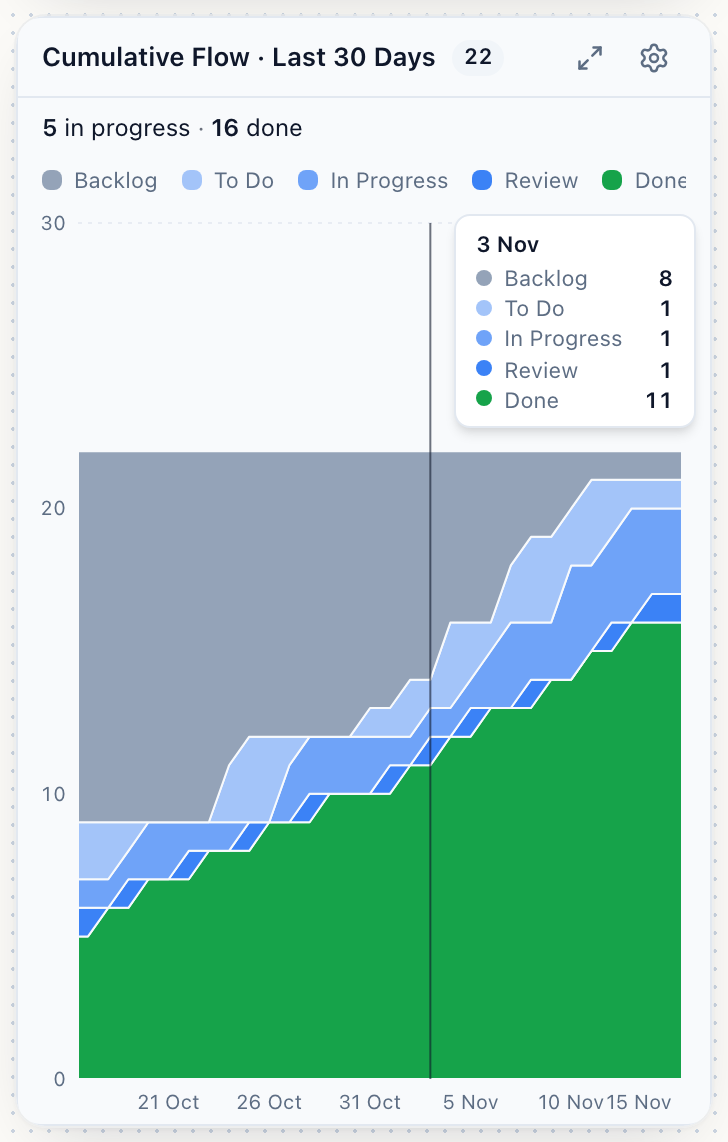 Cumulative Flow · Last 30 Days 22
5 in progress · 16 done
Backlog To Do In Progress Review Done
30
3 Nov
Backlog 8
To Do 1
In Progress 1
Review 1
Done 11
20
10
0
21 Oct 26 Oct 31 Oct 5 Nov 10 Nov 15 Nov